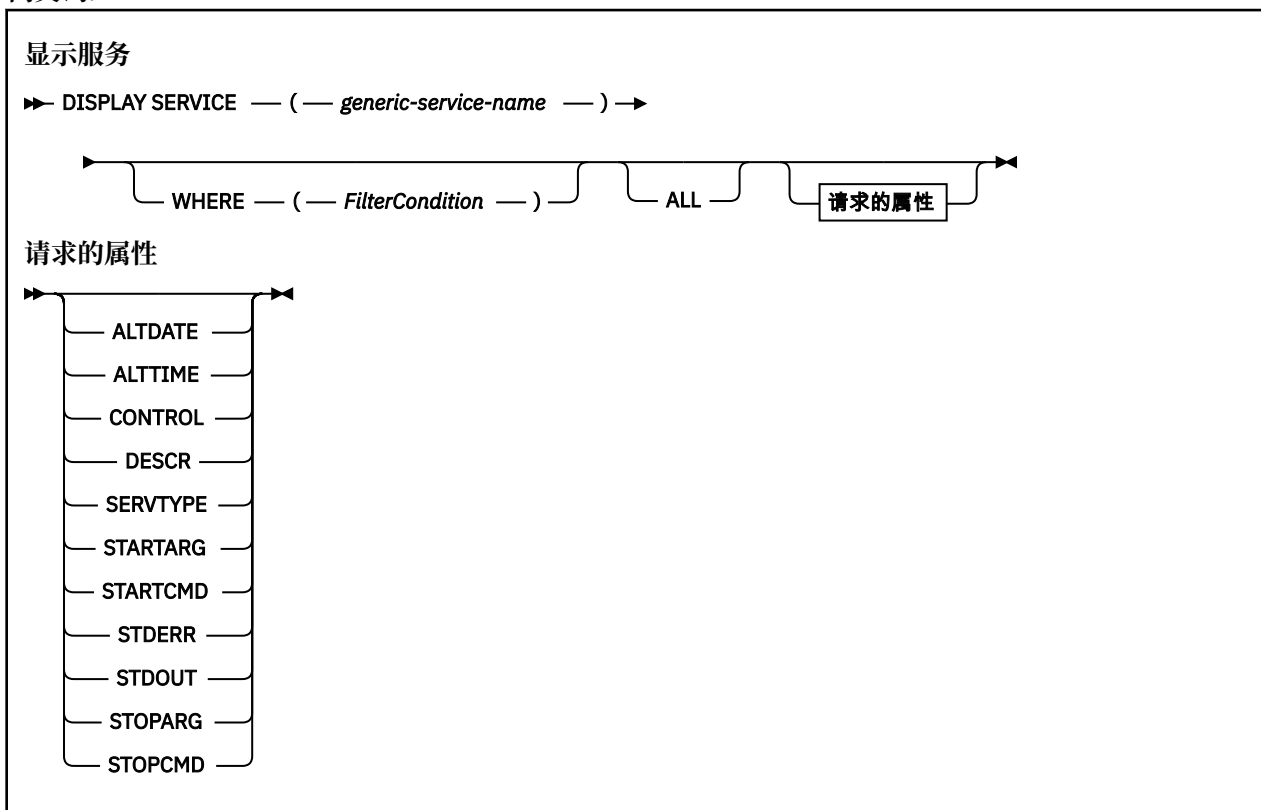 显示服务
DISPLAY SERVICE ( generic-service-name )
WHERE ( FilterCondition ) ALL 请求的属性
请求的属性
ALTDATE
ALTTIME
CONTROL
DESCR
SERVTYPE
STARTARG
STARTCMD
STDERR
STDOUT
STOPARG
STOPCMD